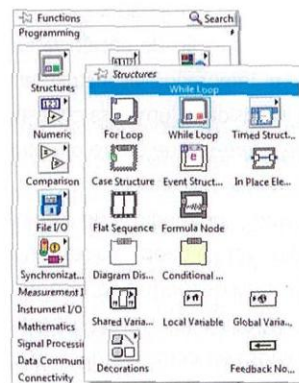 Functions
Search
Programming
Structures
Numeric
Comparison
File I/O
Synchronizat...
Measurement I
Instrument I/O
Mathematics
Signal Processi
Data Communi
Connectivity
Structures
While Loop
For Loop While Loop Timed Struct...
Case Structure Event Struct... In Place Ele...
Flat Sequence Formula Node
Diagram Dis... Conditional ...
Shared Varia... Local Variable Global Varia...
Decorations Feedback No...